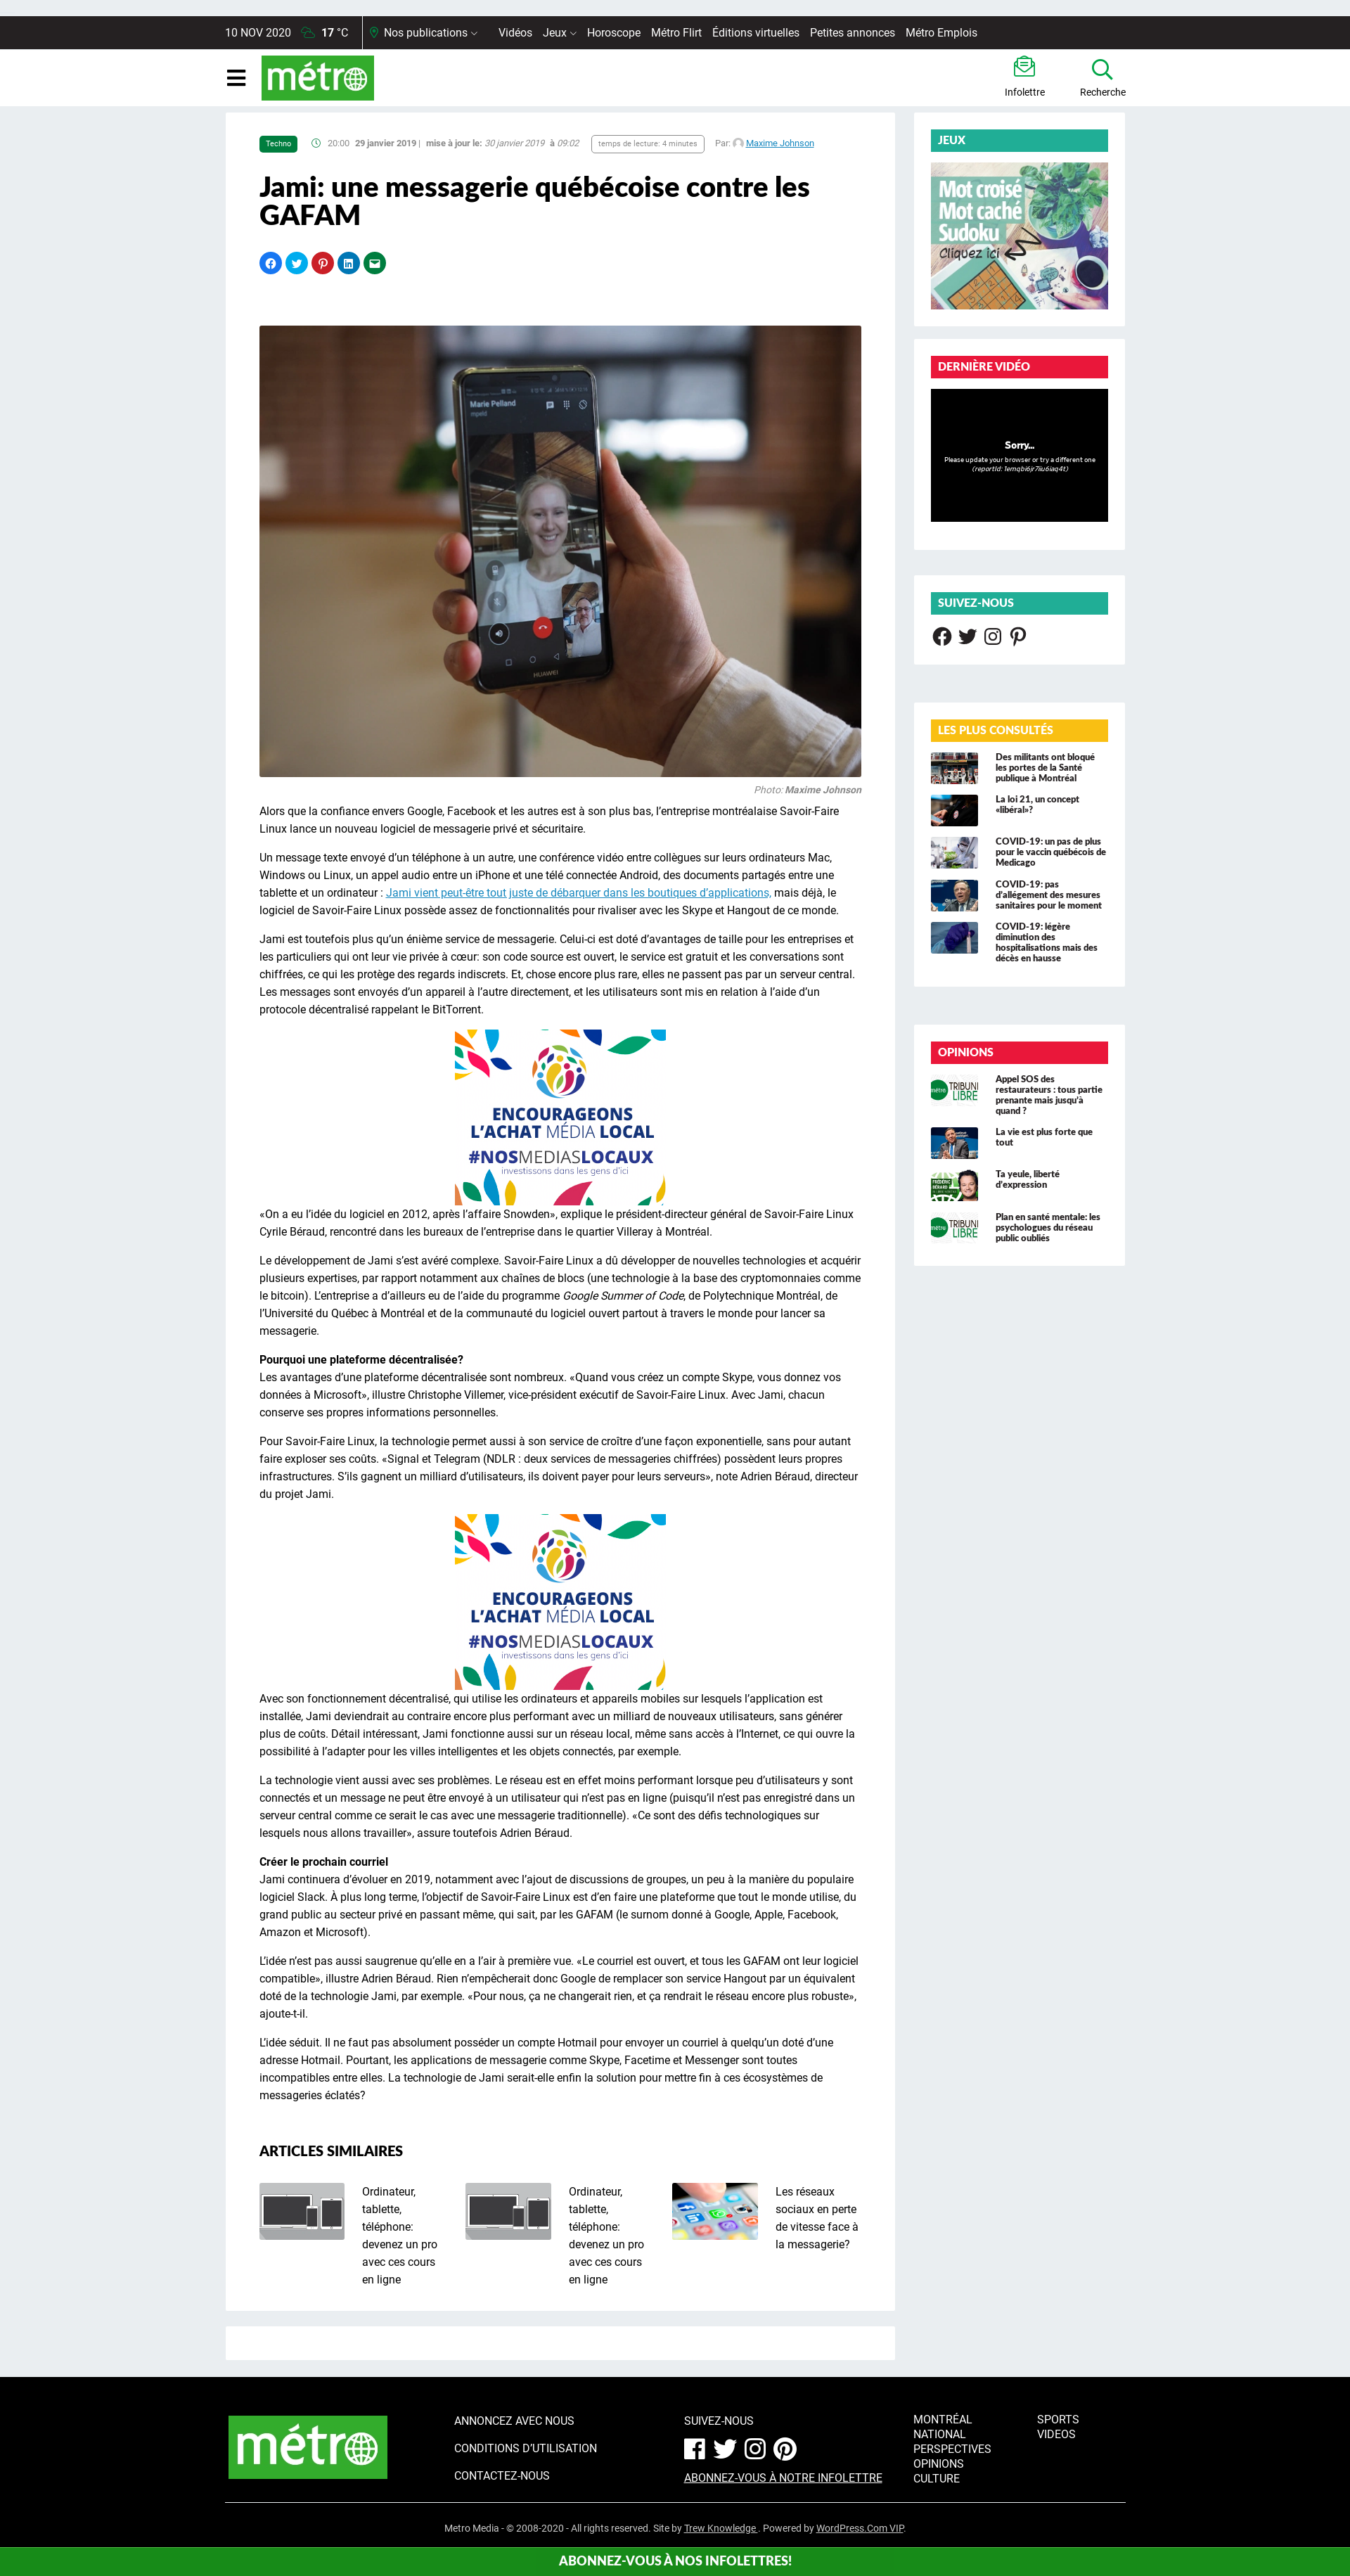 10 NOV 2020 17 °C Nos publications Vidéos Jeux Horoscope Métro Flirt Éditions virtuelles Petites annonces Métro Emplois
métro
Infolettre
Recherche
Techno 20:00 29 janvier 2019 | mise à jour le: 30 janvier 2019 à 09:02 temps de lecture: 4 minutes Par: Maxime Johnson
Jami: une messagerie québécoise contre les
GAFAM
Marie Pelland
HUAWEI
Photo: Maxime Johnson
Alors que la confiance envers Google, Facebook et les autres est à son plus bas, l’entreprise montréalaise Savoir-Faire
Linux lance un nouveau logiciel de messagerie privé et sécuritaire.
Un message texte envoyé d’un téléphone à un autre, une conférence vidéo entre collègues sur leurs ordinateurs Mac,
Windows ou Linux, un appel audio entre un iPhone et une télé connectée Android, des documents partagés entre une
tablette et un ordinateur : Jami vient peut-être tout juste de débarquer dans les boutiques d’applications, mais déjà, le
logiciel de Savoir-Faire Linux possède assez de fonctionnalités pour rivaliser avec les Skype et Hangout de ce monde.
Jami est toutefois plus qu’un énième service de messagerie. Celui-ci est doté d’avantages de taille pour les entreprises et
les particuliers qui ont leur vie privée à cœur: son code source est ouvert, le service est gratuit et les conversations sont
chiffrées, ce qui les protège des regards indiscrets. Et, chose encore plus rare, elles ne passent pas par un serveur central.
Les messages sont envoyés d’un appareil à l’autre directement, et les utilisateurs sont mis en relation à l’aide d’un
protocole décentralisé rappelant le BitTorrent.
ENCOURAGEONS
L’ACHAT MÉDIA LOCAL
#NOSMEDIASLOCAUX
investissons dans les gens d’ici
«On a eu l’idée du logiciel en 2012, après l’affaire Snowden», explique le président-directeur général de Savoir-Faire Linux
Cyrile Béraud, rencontré dans les bureaux de l’entreprise dans le quartier Villeray à Montréal.
Le développement de Jami s’est avéré complexe. Savoir-Faire Linux a dû développer de nouvelles technologies et acquérir
plusieurs expertises, par rapport notamment aux chaînes de blocs (une technologie à la base des cryptomonnaies comme
le bitcoin). L’entreprise a d’ailleurs eu de l’aide du programme Google Summer of Code, de Polytechnique Montréal, de
l’Université du Québec à Montréal et de la communauté du logiciel ouvert partout à travers le monde pour lancer sa
messagerie.
Pourquoi une plateforme décentralisée?
Les avantages d’une plateforme décentralisée sont nombreux. «Quand vous créez un compte Skype, vous donnez vos
données à Microsoft», illustre Christophe Villemer, vice-président exécutif de Savoir-Faire Linux. Avec Jami, chacun
conserve ses propres informations personnelles.
Pour Savoir-Faire Linux, la technologie permet aussi à son service de croître d’une façon exponentielle, sans pour autant
faire exploser ses coûts. «Signal et Telegram (NDLR : deux services de messageries chiffrées) possèdent leurs propres
infrastructures. S’ils gagnent un milliard d’utilisateurs, ils doivent payer pour leurs serveurs», note Adrien Béraud, directeur
du projet Jami.
ENCOURAGEONS
L’ACHAT MÉDIA LOCAL
#NOSMEDIASLOCAUX
investissons dans les gens d’ici
Avec son fonctionnement décentralisé, qui utilise les ordinateurs et appareils mobiles sur lesquels l’application est
installée, Jami deviendrait au contraire encore plus performant avec un milliard de nouveaux utilisateurs, sans générer
plus de coûts. Détail intéressant, Jami fonctionne aussi sur un réseau local, même sans accès à l’Internet, ce qui ouvre la
possibilité à l’adapter pour les villes intelligentes et les objets connectés, par exemple.
La technologie vient aussi avec ses problèmes. Le réseau est en effet moins performant lorsque peu d’utilisateurs y sont
connectés et un message ne peut être envoyé à un utilisateur qui n’est pas en ligne (puisqu’il n’est pas enregistré dans un
serveur central comme ce serait le cas avec une messagerie traditionnelle). «Ce sont des défis technologiques sur
lesquels nous allons travailler», assure toutefois Adrien Béraud.
Créer le prochain courriel
Jami continuera d’évoluer en 2019, notamment avec l’ajout de discussions de groupes, un peu à la manière du populaire
logiciel Slack. À plus long terme, l’objectif de Savoir-Faire Linux est d’en faire une plateforme que tout le monde utilise, du
grand public au secteur privé en passant même, qui sait, par les GAFAM (le surnom donné à Google, Apple, Facebook,
Amazon et Microsoft).
L’idée n’est pas aussi saugrenue qu’elle en a l’air à première vue. «Le courriel est ouvert, et tous les GAFAM ont leur logiciel
compatible», illustre Adrien Béraud. Rien n’empêcherait donc Google de remplacer son service Hangout par un équivalent
doté de la technologie Jami, par exemple. «Pour nous, ça ne changerait rien, et ça rendrait le réseau encore plus robuste»,
ajoute-t-il.
L’idée séduit. Il ne faut pas absolument posséder un compte Hotmail pour envoyer un courriel à quelqu’un doté d’une
adresse Hotmail. Pourtant, les applications de messagerie comme Skype, Facetime et Messenger sont toutes
incompatibles entre elles. La technologie de Jami serait-elle enfin la solution pour mettre fin à ces écosystèmes de
messageries éclatés?
ARTICLES SIMILAIRES
Ordinateur,
tablette,
téléphone:
devenez un pro
avec ces cours
en ligne
Ordinateur,
tablette,
téléphone:
devenez un pro
avec ces cours
en ligne
Les réseaux
sociaux en perte
de vitesse face à
la messagerie?
JEUX
Mot croisé
Mot caché
Sudoku
Cliquez ici
DERNIÈRE VIDÉO
Sorry...
Please update your browser or try a different one
(reportId: 1emqbi6jr7liu6iaq4t)
SUIVEZ-NOUS
LES PLUS CONSULTÉS
Des militants ont bloqué
les portes de la Santé
publique à Montréal
La loi 21, un concept
«libéral»?
COVID-19: un pas de plus
pour le vaccin québécois de
Medicago
COVID-19: pas
d’allégement des mesures
sanitaires pour le moment
COVID-19: légère
diminution des
hospitalisations mais des
décès en hausse
OPINIONS
métro TRIBUNE
LIBRE
Appel SOS des
restaurateurs : tous partie
prenante mais jusqu’à
quand ?
La vie est plus forte que
tout
FRÉDÉRIC
BÉRARD
Ta yeule, liberté
d’expression
métro TRIBUNE
LIBRE
Plan en santé mentale: les
psychologues du réseau
public oubliés
métro
ANNONCEZ AVEC NOUS
CONDITIONS D’UTILISATION
CONTACTEZ-NOUS
SUIVEZ-NOUS
ABONNEZ-VOUS À NOTRE INFOLETTRE
MONTRÉAL
NATIONAL
PERSPECTIVES
OPINIONS
CULTURE
SPORTS
VIDEOS
Metro Media - © 2008-2020 - All rights reserved. Site by Trew Knowledge . Powered by WordPress.Com VIP.
ABONNEZ-VOUS À NOS INFOLETTRES!